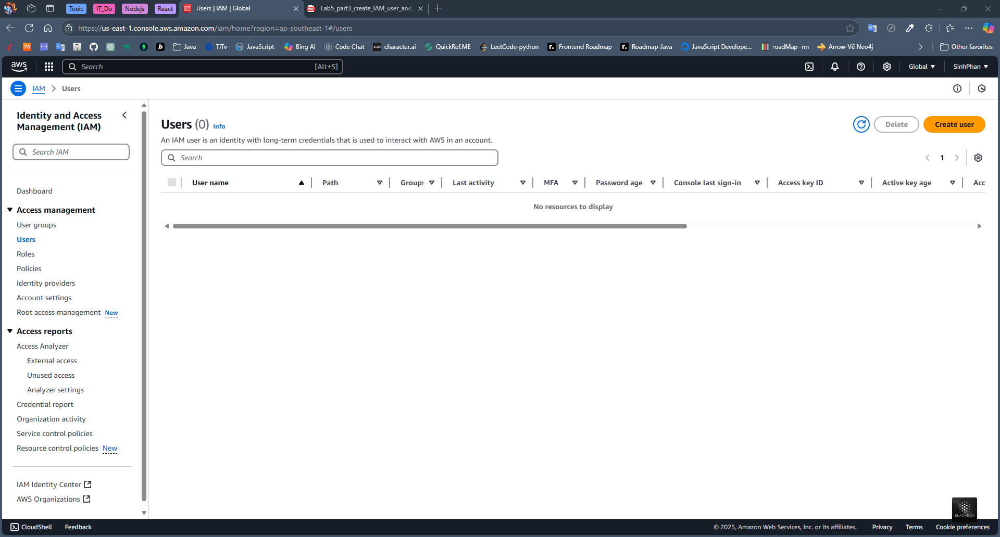 Toic
IT_Do
Nodejs
React
Users | IAM | Global
Lab5_part3_create_IAM_user_and_
https://us-east-1.console.aws.amazon.com/iam/home?region=ap-southeast-1#/users
F8
Java
TiTv
JavaScript
Bing AI
Code Chat
c.ai
character.ai
QuickRef.ME
LeetCode-python
Frontend Roadmap
Roadmap-Java
JavaScript Develope...
roadMap -nn
Arrow-Vẽ Neo4j
Other favorites
aws
Search
[Alt+S]
Global
SinhPhan
IAM
Users
Identity and Access
Management (IAM)
Search IAM
Dashboard
Access management
User groups
Users
Roles
Policies
Identity providers
Account settings
Root access management New
Access reports
Access Analyzer
External access
Unused access
Analyzer settings
Credential report
Organization activity
Service control policies
Resource control policies New
IAM Identity Center
AWS Organizations
Users (0) Info
Delete
Create user
An IAM user is an identity with long-term credentials that is used to interact with AWS in an account.
Search
1
User name
Path
Groups
Last activity
MFA
Password age
Console last sign-in
Access key ID
Active key age
Acc
No resources to display
BLACKBOX
CloudShell
Feedback
© 2025, Amazon Web Services, Inc. or its affiliates.
Privacy
Terms
Cookie preferences